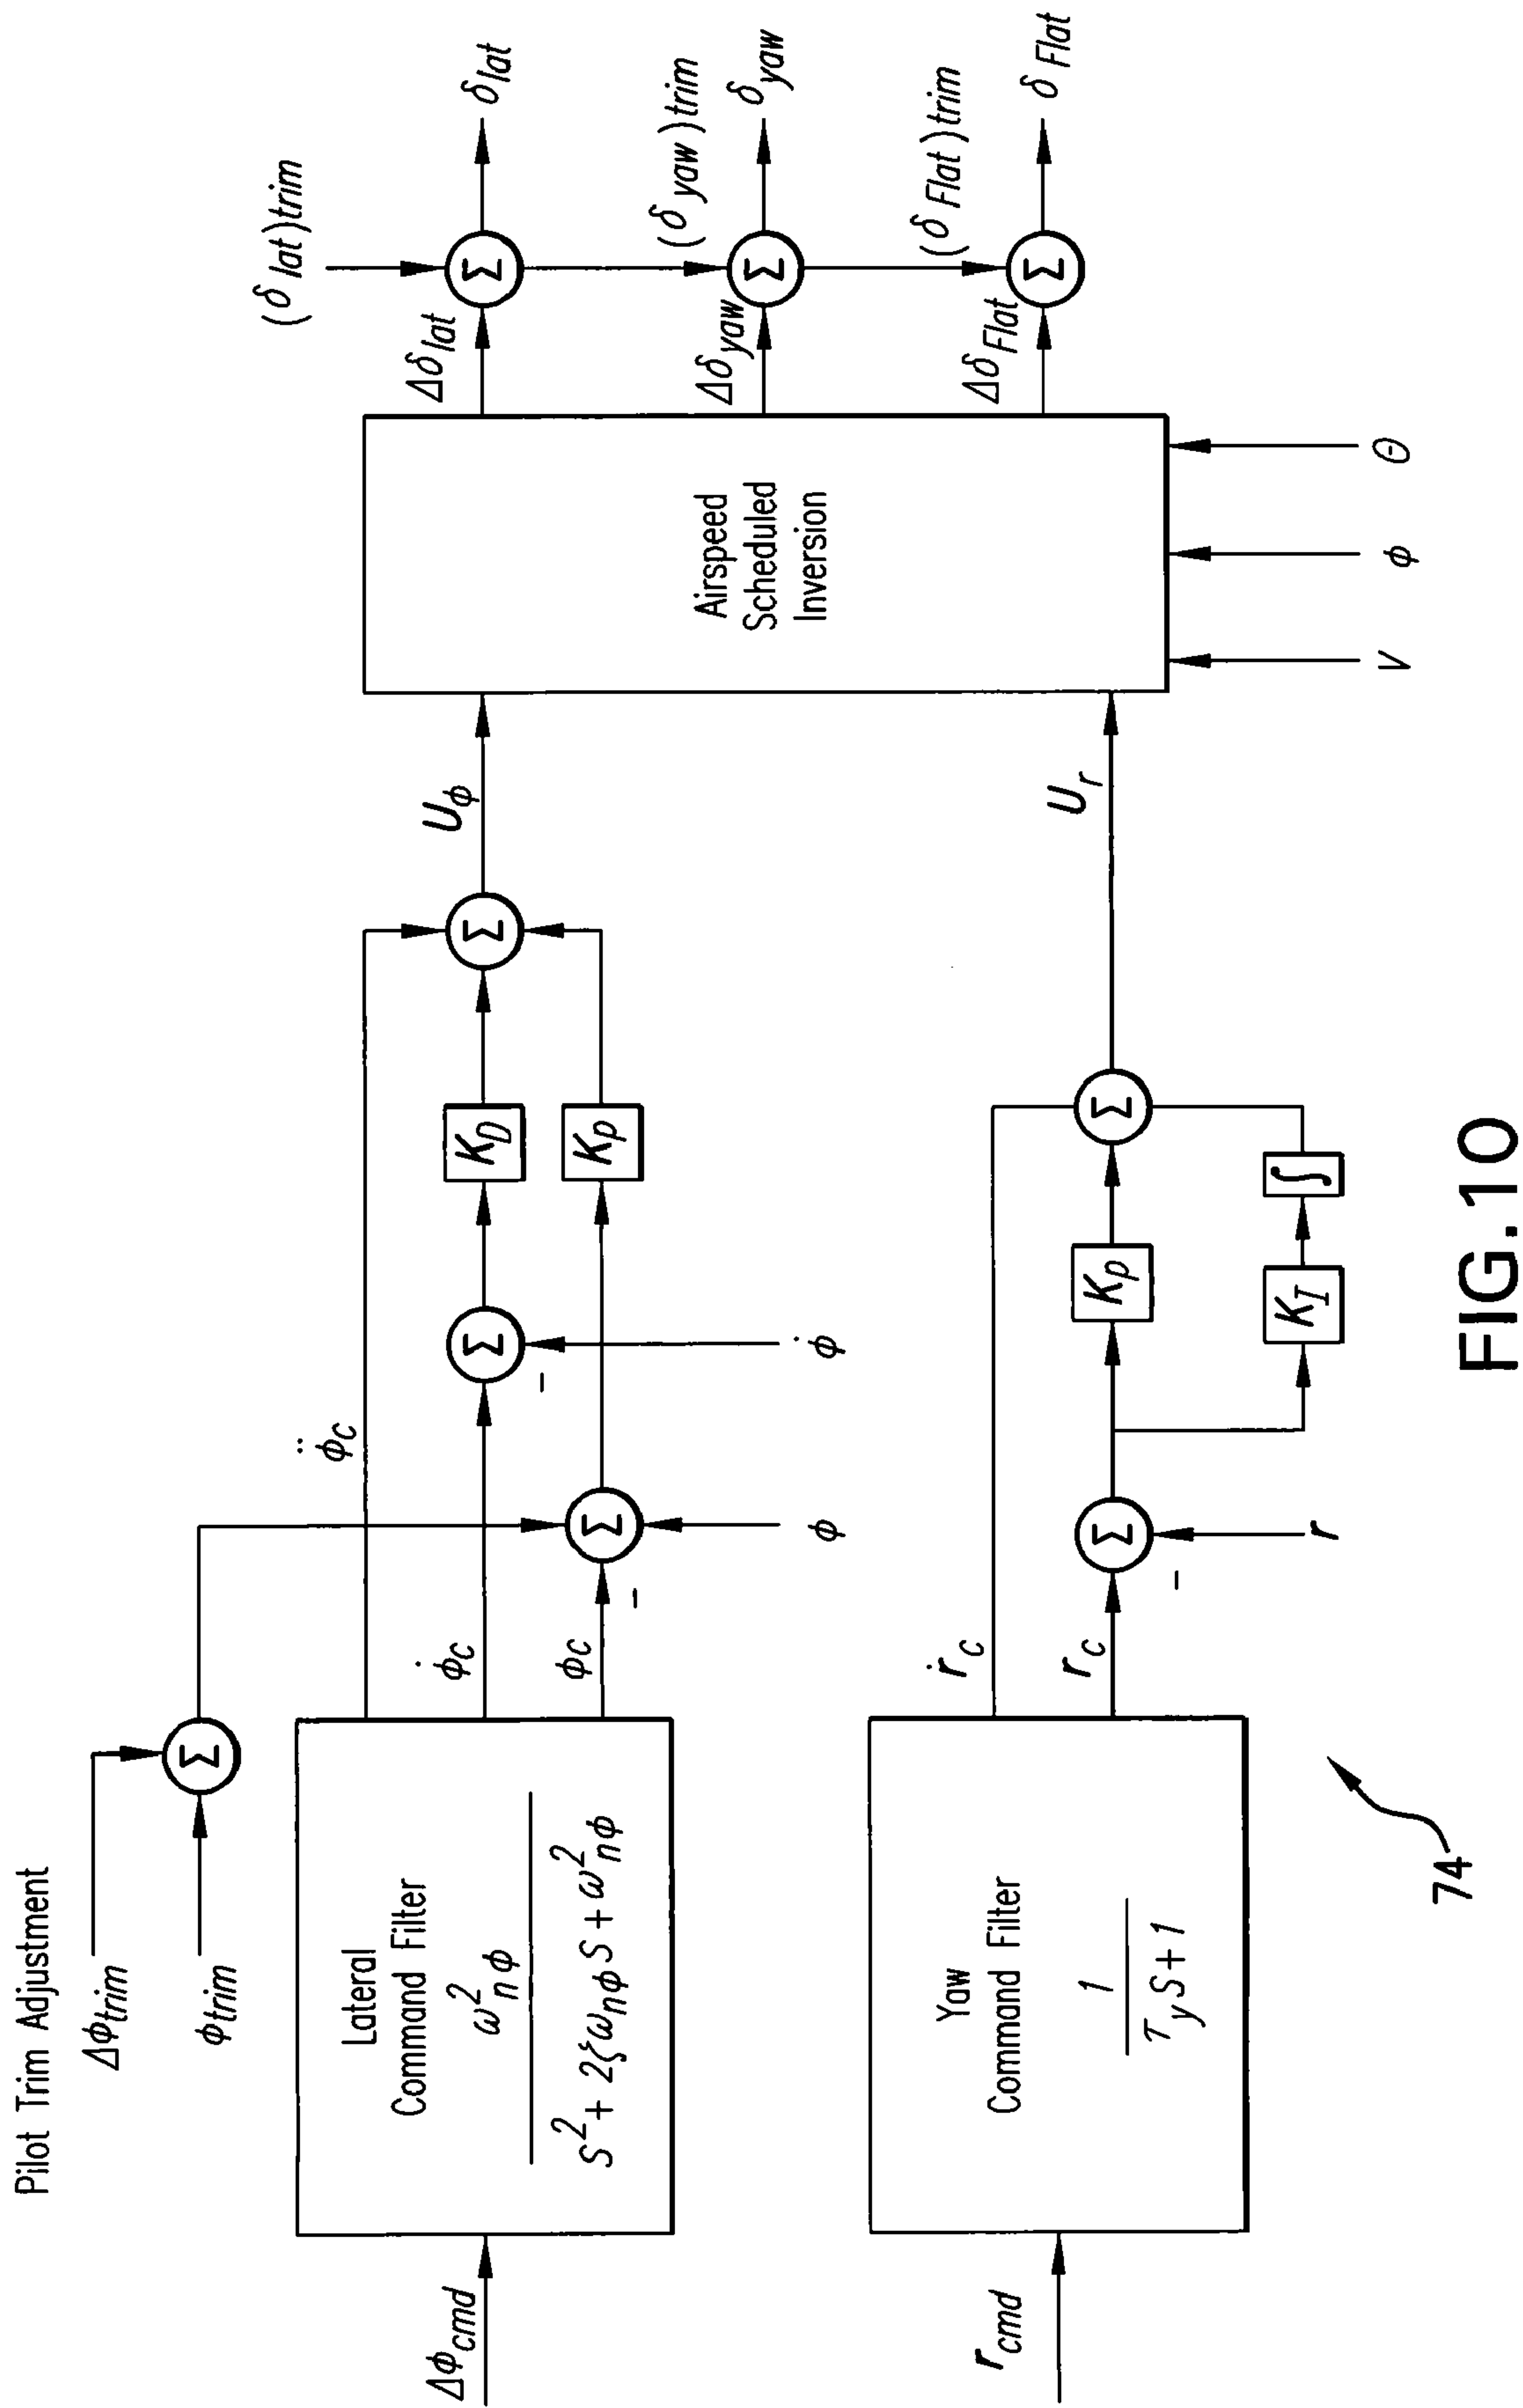 Pilot Trim Adjustment
Δϕtrim
ϕtrim
Σ
Δϕcmd
Lateral
Command Filter
ω²nϕ
S² + 2ζωnϕS + ω²nϕ
ϕ̈c
ϕ̇c
ϕc
Σ
-
ϕ
Σ
-
ϕ̇
KD
Kp
Σ
Uϕ
rcmd
Yaw
Command Filter
1
τyS + 1
ṙc
rc
Σ
-
r
Kp
KI
∫
Σ
Ur
Airspeed
Scheduled
Inversion
V
ϕ
Θ
Δδlat
(δlat)trim
Σ
δlat
Δδyaw
(δyaw)trim
Σ
δyaw
ΔδFlat
(δFlat)trim
Σ
δFlat
74
FIG.10